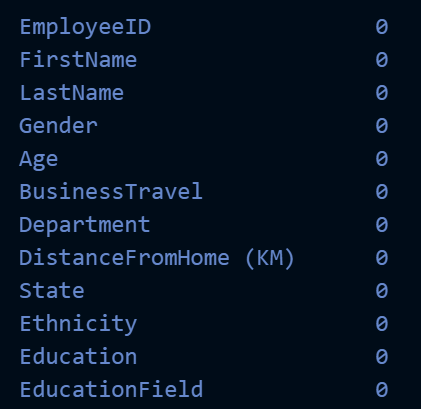 EmployeeID 0
FirstName 0
LastName 0
Gender 0
Age 0
BusinessTravel 0
Department 0
DistanceFromHome (KM) 0
State 0
Ethnicity 0
Education 0
EducationField 0